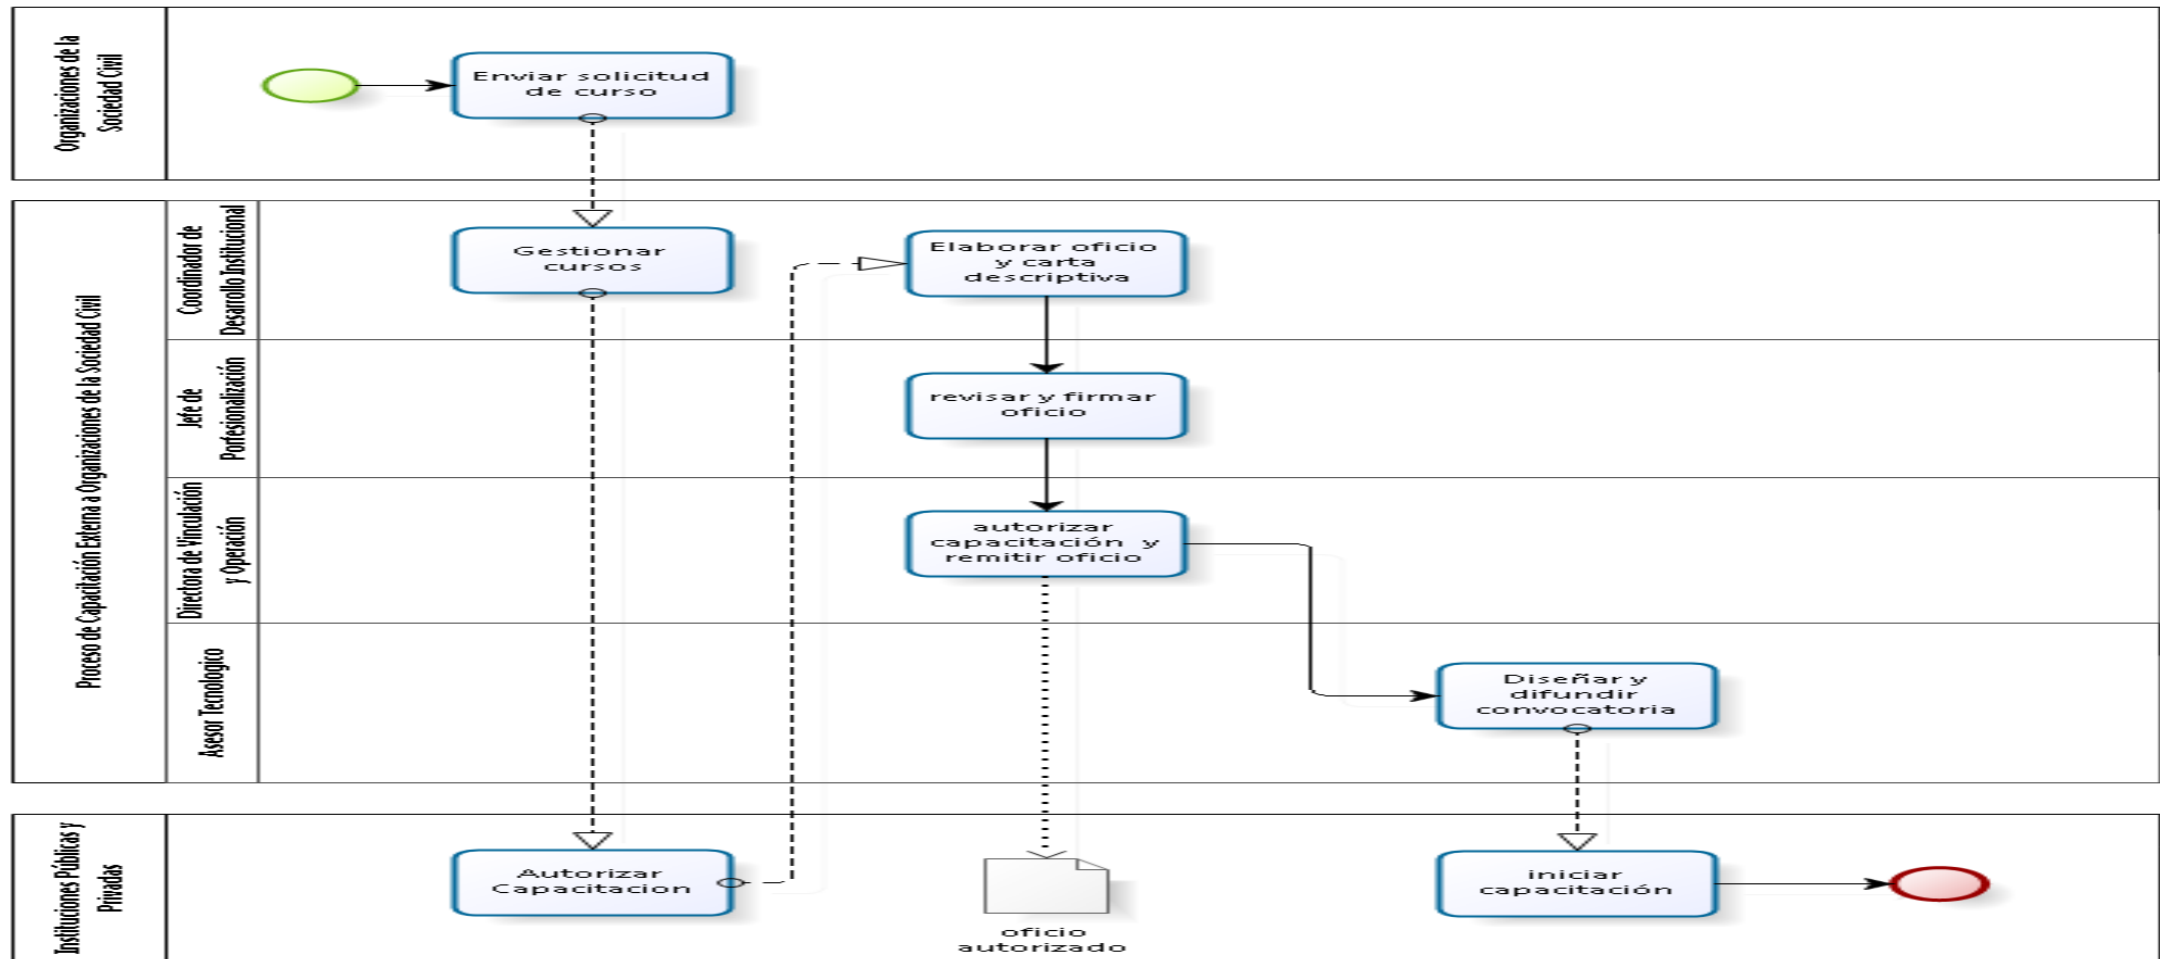 Organizaciones de la
Sociedad Civil
Enviar solicitud
de curso
Proceso de Capacitación Externa a Organizaciones de la Sociedad Civil
Coordinador de
Desarrollo Institucional
Gestionar
cursos
Elaborar oficio
y carta
descriptiva
Jefe de
Porfesionalización
revisar y firmar
oficio
Directora de Vinculación
y Operación
autorizar
capacitación y
remitir oficio
Asesor Tecnologico
Diseñar y
difundir
convocatoria
Instituciones Públicas y
Privadas
Autorizar
Capacitacion
oficio
autorizado
iniciar
capacitación